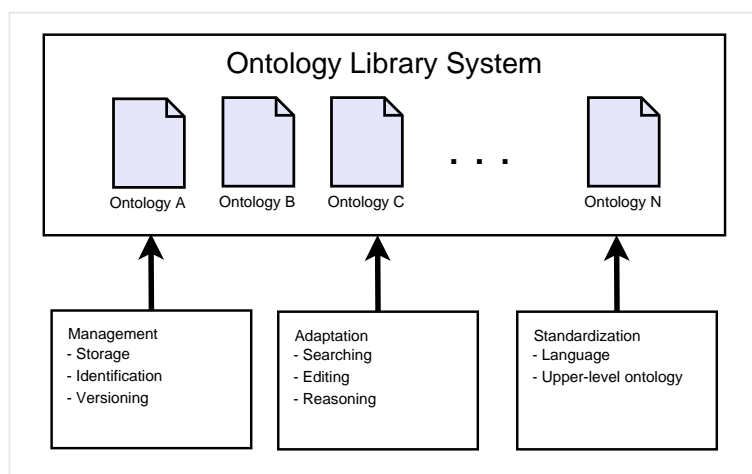 Ontology Library System
. . .
Ontology A
Ontology B
Ontology C
Ontology N
Management
- Storage
- Identification
- Versioning
Adaptation
- Searching
- Editing
- Reasoning
Standardization
- Language
- Upper-level ontology